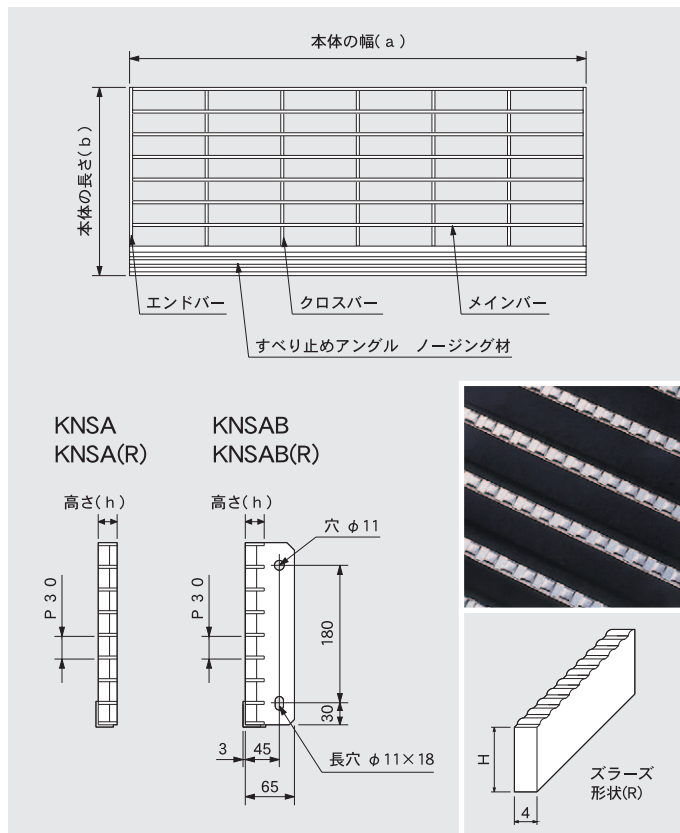 本体の幅(a)
本体の長さ(b)
エンドバー
クロスバー
メインバー
すべり止めアングル ノージング材
KNSA
KNSA(R)
KNSAB
KNSAB(R)
高さ(h)
高さ(h)
穴 φ11
P30
P30
180
30
3
45
長穴 φ11×18
65
H
4
ズラーズ
形状(R)